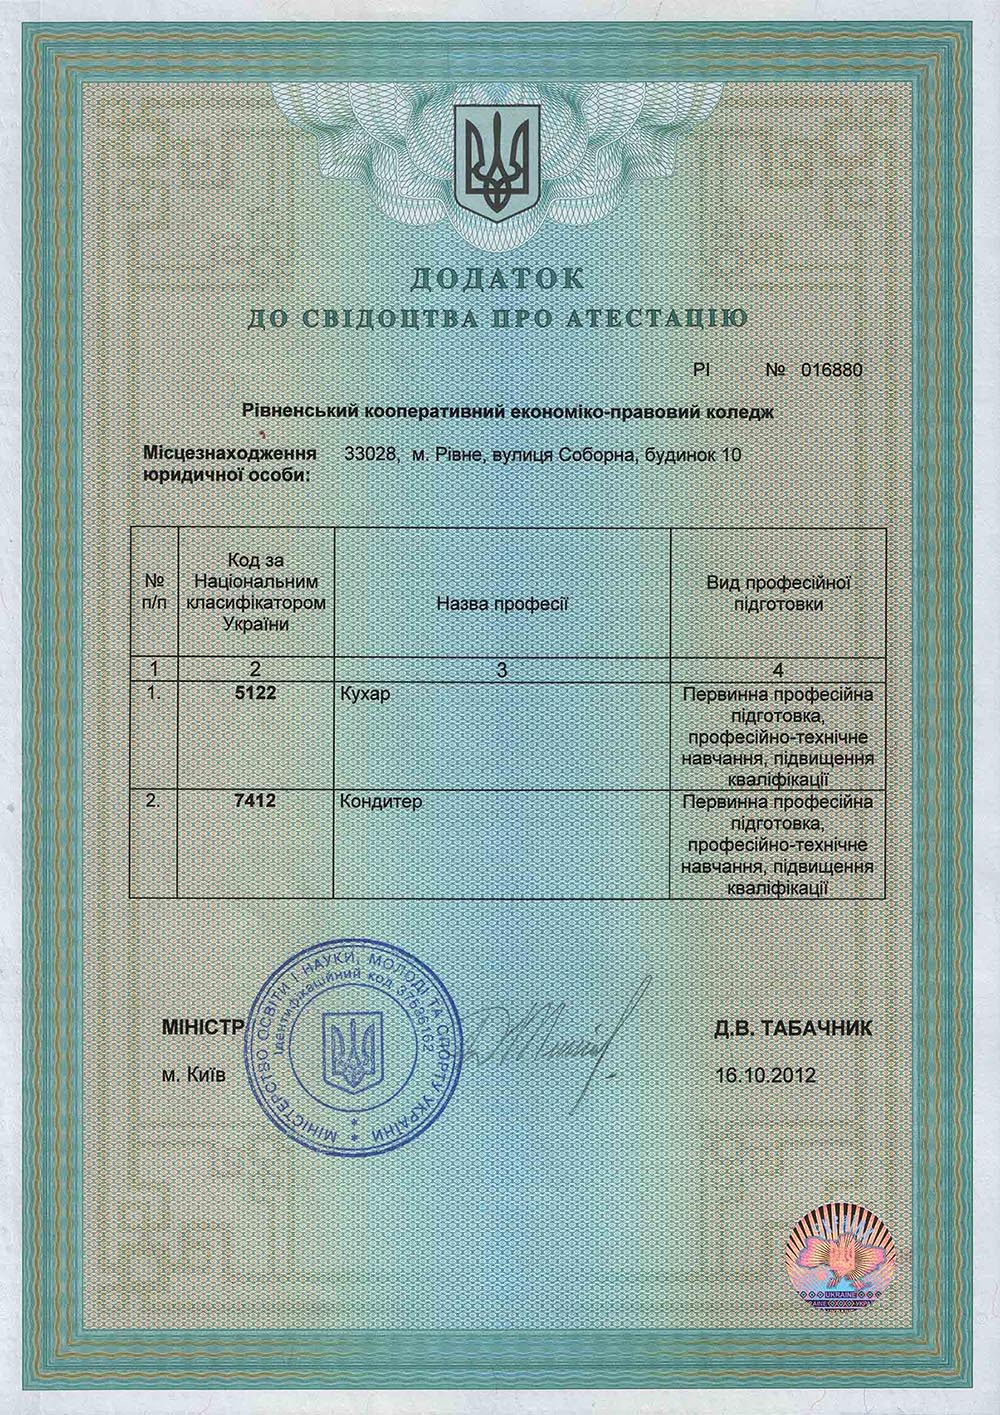 ДОДАТОК
ДО СВІДОЦТВА ПРО АТЕСТАЦІЮ
РІ № 016880
Рівненський кооперативний економіко-правовий коледж
Місцезнаходження 33028, м. Рівне, вулиця Соборна, будинок 10
юридичної особи:
№ п/п
Код за
Національним
класифікатором
України
Назва професії
Вид професійної
підготовки
1 2 3 4
1. 5122 Кухар Первинна професійна
підготовка,
професійно-технічне
навчання, підвищення
кваліфікації
2. 7412 Кондитер Первинна професійна
підготовка,
професійно-технічне
навчання, підвищення
кваліфікації
МІНІСТР Д.В. ТАБАЧНИК
м. Київ 16.10.2012
МІНІСТЕРСТВО ОСВІТИ І НАУКИ, МОЛОДІ ТА СПОРТУ УКРАЇНИ
Ідентифікаційний код 37536162
UKRAINE